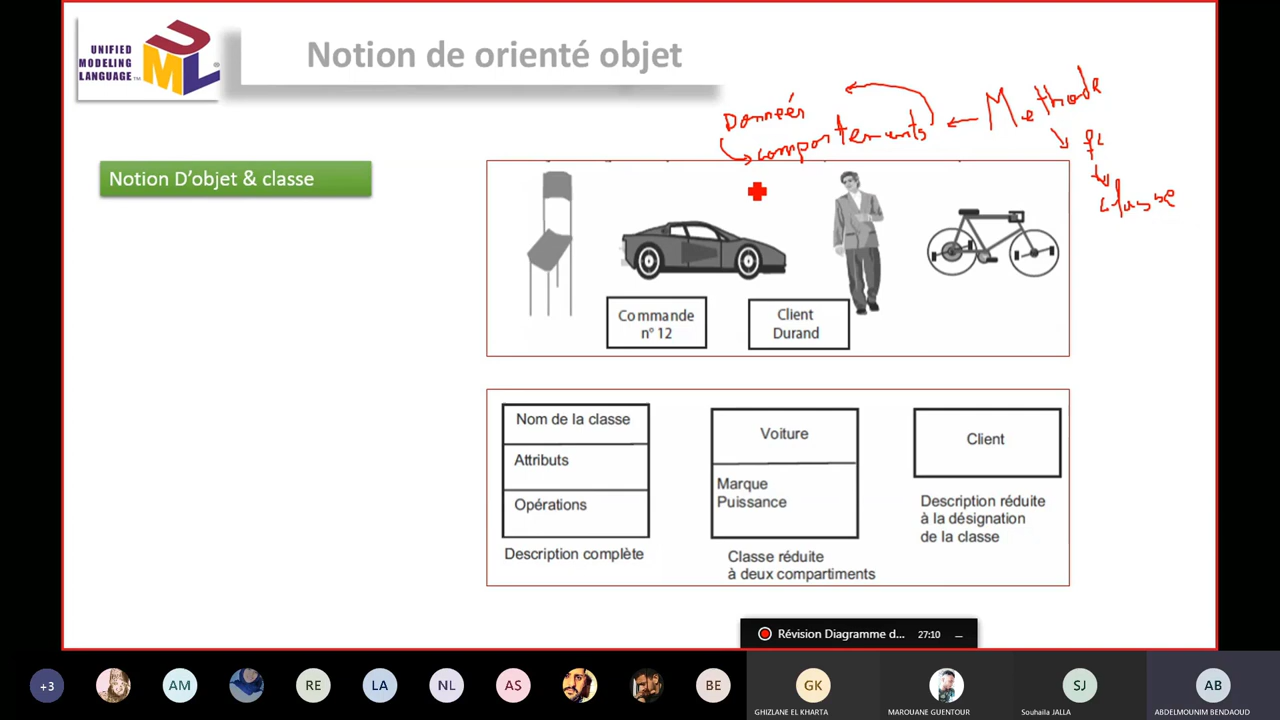 UNIFIED
MODELING
LANGUAGE™
UML®
Notion de orienté objet
Données
comportements
Methode
Classe
Notion D'objet & classe
Commande
n° 12
Client
Durand
Nom de la classe
Attributs
Opérations
Description complète
Voiture
Marque
Puissance
Classe réduite
à deux compartiments
Client
Description réduite
à la désignation
de la classe
Révision Diagramme d...
27:10
+3
AM
RE
LA
NL
AS
BE
GK
GHIZLANE EL KHARTA
MAROUANE GUENTOUR
SJ
Souhaila JALLA
AB
ABDELMOUNIM BENDAOUD